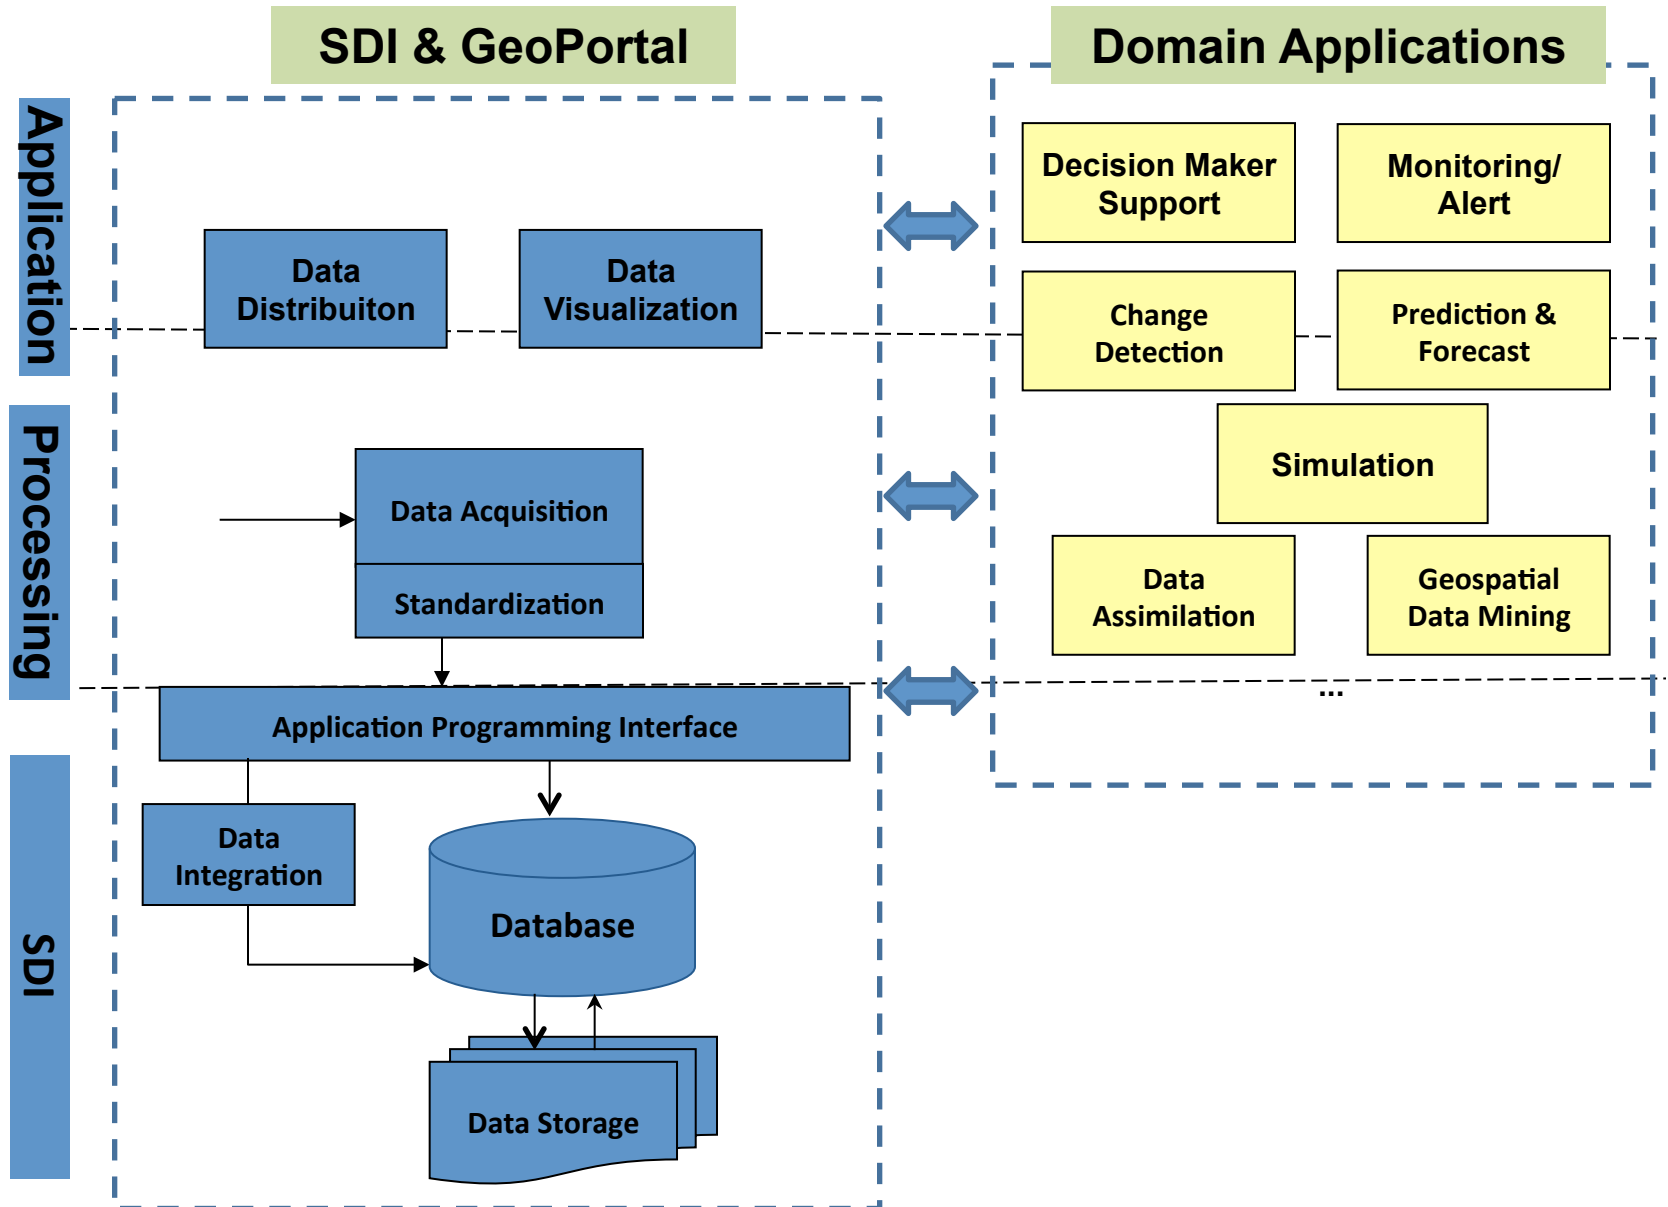 SDI & GeoPortal
Domain Applications
Application
Processing
SDI
Data
Distribuiton
Data
Visualization
Data Acquisition
Standardization
Application Programming Interface
Data
Integration
Database
Data Storage
Decision Maker
Support
Monitoring/
Alert
Change
Detection
Prediction &
Forecast
Simulation
Data
Assimilation
Geospatial
Data Mining
...